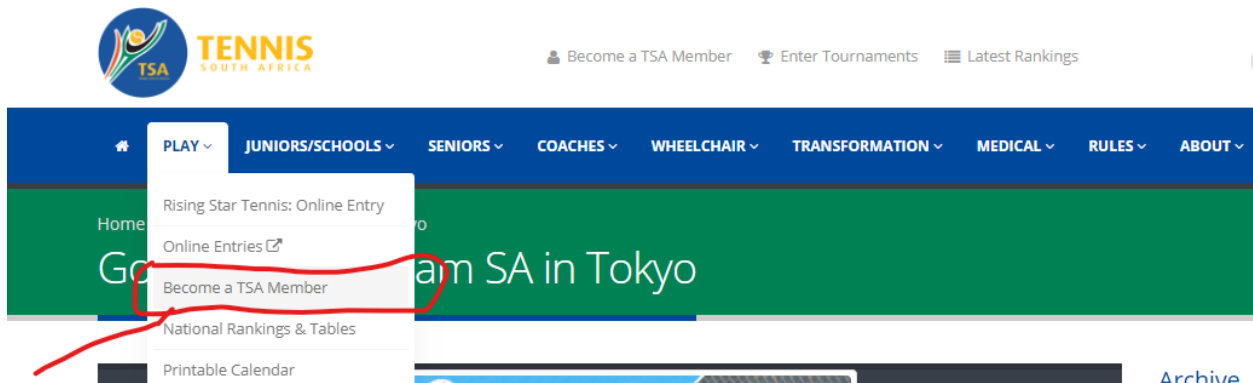 TSA
TENNIS
SOUTH AFRICA
Become a TSA Member Enter Tournaments Latest Rankings
PLAY JUNIORS/SCHOOLS SENIORS COACHES WHEELCHAIR TRANSFORMATION MEDICAL RULES ABOUT
Rising Star Tennis: Online Entry
Home
Online Entries
am SA in Tokyo
Become a TSA Member
National Rankings & Tables
Printable Calendar
Archive